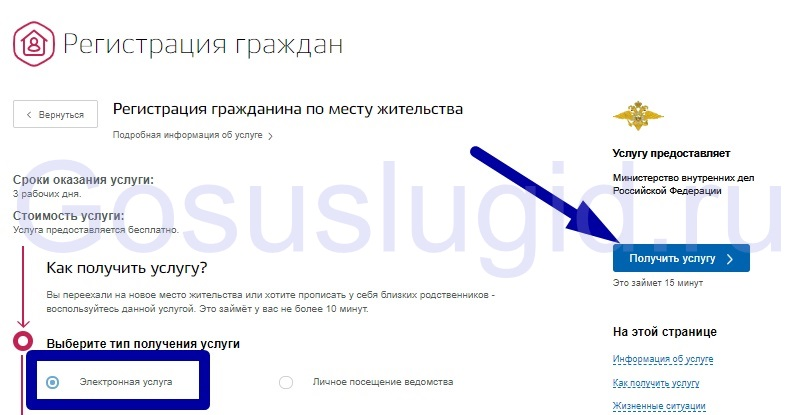 Регистрация граждан
Вернуться
Регистрация гражданина по месту жительства
Подробная информация об услуге
Сроки оказания услуги:
3 рабочих дня.
Стоимость услуги:
Услуга предоставляется бесплатно.
Как получить услугу?
Вы переехали на новое место жительства или хотите прописать у себя близких родственников -
воспользуйтесь данной услугой. Это займёт у вас не более 10 минут.
Выберите тип получения услуги
Электронная услуга
Личное посещение ведомства
Услугу предоставляет
Министерство внутренних дел
Российской Федерации
Получить услугу
Это займет 15 минут
На этой странице
Информация об услуге
Как получить услугу
Жизненные ситуации
Gosuslugid.ru